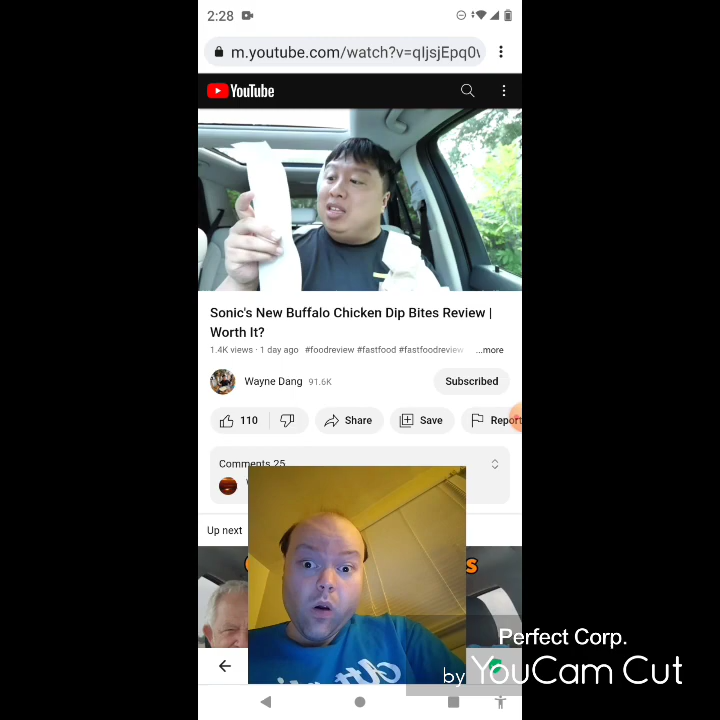 2:28
m.youtube.com/watch?v=qIjsjEpq0
YouTube
Sonic's New Buffalo Chicken Dip Bites Review |
Worth It?
1.4K views · 1 day ago #foodreview #fastfood #fastfoodreview ...more
Wayne Dang 91.6K
Subscribed
110
Share
Save
Report
Comments 25
Up next
S
Perfect Corp.
by YouCam Cut